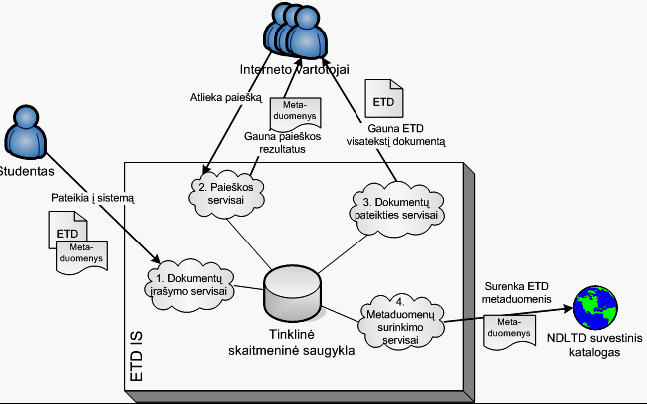 Interneto vartotojai
Atlieka paiešką
Meta-
duomenys
Gauna paieškos
rezultatus
ETD
Gauna ETD
visatekstį dokumentą
Studentas
Pateikia į sistemą
ETD
Meta-
duomenys
2. Paieškos
servisai
3. Dokumentų
pateikties servisai
1. Dokumentų
įrašymo servisai
4.
Metaduomenų
surinkimo
servisai
Tinklinė
skaitmeninė saugykla
ETD IS
Surenka ETD
metaduomenis
Meta-
duomenys
NDLTD suvestinis
katalogas